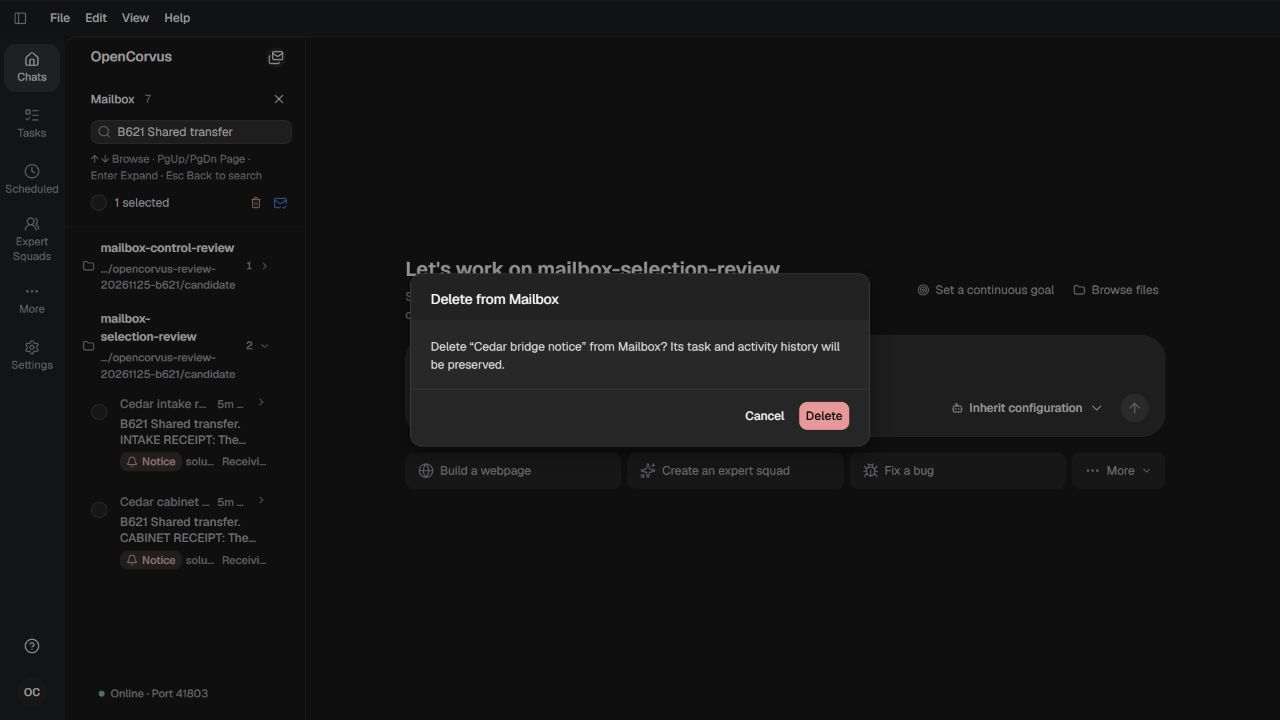 File Edit View Help
Chats
Tasks
Scheduled
Expert
Squads
More
Settings
OC
OpenCorvus
Mailbox 7
B621 Shared transfer
↑↓ Browse · PgUp/PgDn Page ·
Enter Expand · Esc Back to search
1 selected
mailbox-control-review
.../opencorvus-review-
20261125-b621/candidate
1
mailbox-
selection-review
.../opencorvus-review-
20261125-b621/candidate
2
Cedar intake r... 5m ...
B621 Shared transfer.
INTAKE RECEIPT: The...
Notice solu... Receivi...
Cedar cabinet ... 5m ...
B621 Shared transfer.
CABINET RECEIPT: The...
Notice solu... Receivi...
Online · Port 41803
Let's work on mailbox-selection-review
Set a continuous goal Browse files
Delete from Mailbox
Delete “Cedar bridge notice” from Mailbox? Its task and activity history will
be preserved.
Cancel Delete
Inherit configuration
Build a webpage Create an expert squad Fix a bug More